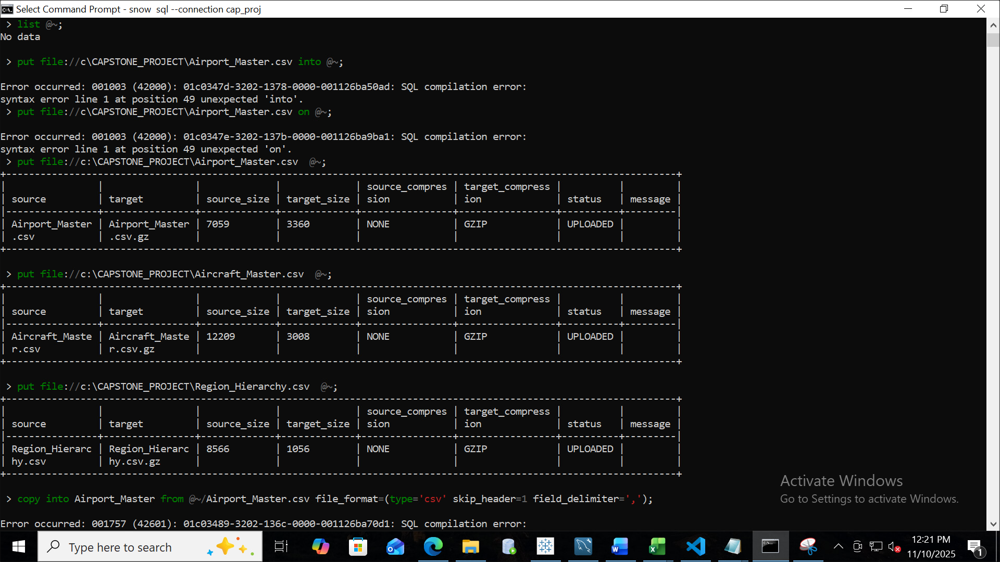 Select Command Prompt - snow  sql --connection cap_proj
> list @~;
No data
> put file://c\CAPSTONE_PROJECT\Airport_Master.csv into @~;
Error occurred: 001003 (42000): 01c0347d-3202-1378-0000-001126ba50ad: SQL compilation error:
syntax error line 1 at position 49 unexpected 'into'.
> put file://c\CAPSTONE_PROJECT\Airport_Master.csv on @~;
Error occurred: 001003 (42000): 01c0347e-3202-137b-0000-001126ba9ba1: SQL compilation error:
syntax error line 1 at position 49 unexpected 'on'.
> put file://c:\CAPSTONE_PROJECT\Airport_Master.csv  @~;
+----------------------------------------------------------------------------------------------------------------------+
|                |                |             |             | source_compres | target_compress |          |         |
| source         | target         | source_size | target_size | sion           | ion             | status   | message |
|----------------+----------------+-------------+-------------+----------------+-----------------+----------+---------|
| Airport_Master | Airport_Master | 7059        | 3360        | NONE           | GZIP            | UPLOADED |         |
| .csv           | .csv.gz        |             |             |                |                 |          |         |
+----------------------------------------------------------------------------------------------------------------------+
> put file://c:\CAPSTONE_PROJECT\Aircraft_Master.csv  @~;
+----------------------------------------------------------------------------------------------------------------------+
|                |                |             |             | source_compres | target_compress |          |         |
| source         | target         | source_size | target_size | sion           | ion             | status   | message |
|----------------+----------------+-------------+-------------+----------------+-----------------+----------+---------|
| Aircraft_Maste | Aircraft_Maste | 12209       | 3008        | NONE           | GZIP            | UPLOADED |         |
| r.csv          | r.csv.gz       |             |             |                |                 |          |         |
+----------------------------------------------------------------------------------------------------------------------+
> put file://c:\CAPSTONE_PROJECT\Region_Hierarchy.csv  @~;
+----------------------------------------------------------------------------------------------------------------------+
|                |                |             |             | source_compres | target_compress |          |         |
| source         | target         | source_size | target_size | sion           | ion             | status   | message |
|----------------+----------------+-------------+-------------+----------------+-----------------+----------+---------|
| Region_Hierarc | Region_Hierarc | 8566        | 1056        | NONE           | GZIP            | UPLOADED |         |
| hy.csv         | hy.csv.gz      |             |             |                |                 |          |         |
+----------------------------------------------------------------------------------------------------------------------+
> copy into Airport_Master from @~/Airport_Master.csv file_format=(type='csv' skip_header=1 field_delimiter=',');
Error occurred: 001757 (42601): 01c03489-3202-136c-0000-001126ba70d1: SQL compilation error:
Activate Windows
Go to Settings to activate Windows.
Type here to search
12:21 PM
11/10/2025
1